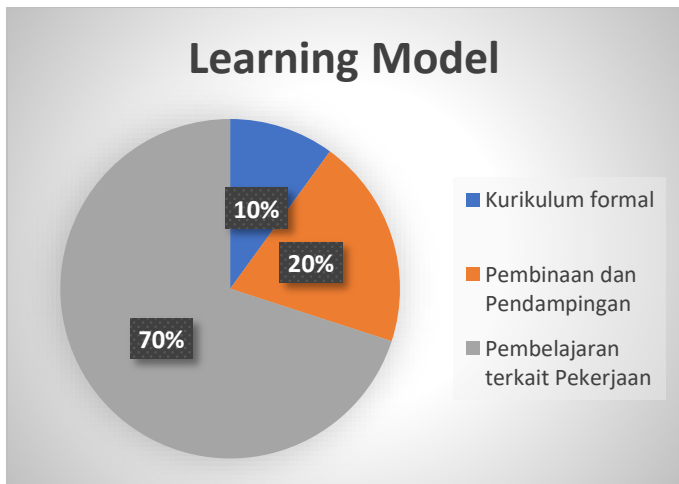 Learning Model
10%
20%
70%
Kurikulum formal
Pembinaan dan
Pendampingan
Pembelajaran
terkait Pekerjaan